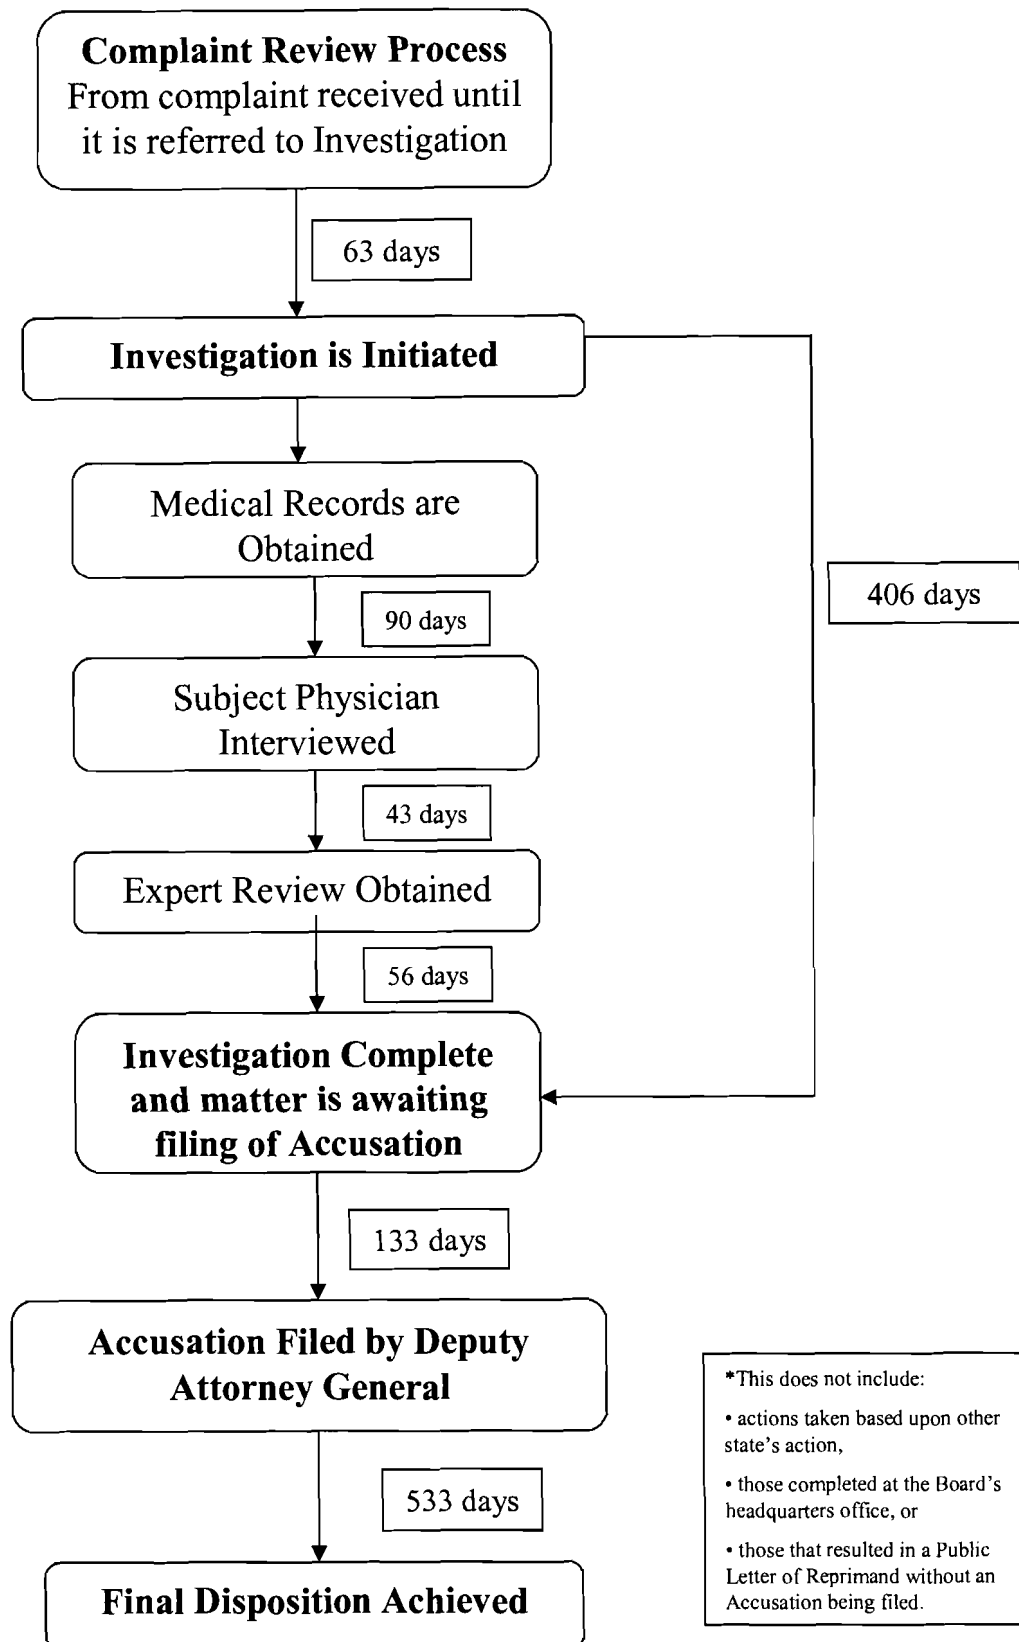 Complaint Review Process
From complaint received until
it is referred to Investigation
63 days
Investigation is Initiated
Medical Records are
Obtained
406 days
90 days
Subject Physician
Interviewed
43 days
Expert Review Obtained
56 days
Investigation Complete
and matter is awaiting
filing of Accusation
133 days
Accusation Filed by Deputy
Attorney General
533 days
Final Disposition Achieved
*This does not include:
• actions taken based upon other
state's action,
• those completed at the Board's
headquarters office, or
• those that resulted in a Public
Letter of Reprimand without an
Accusation being filed.